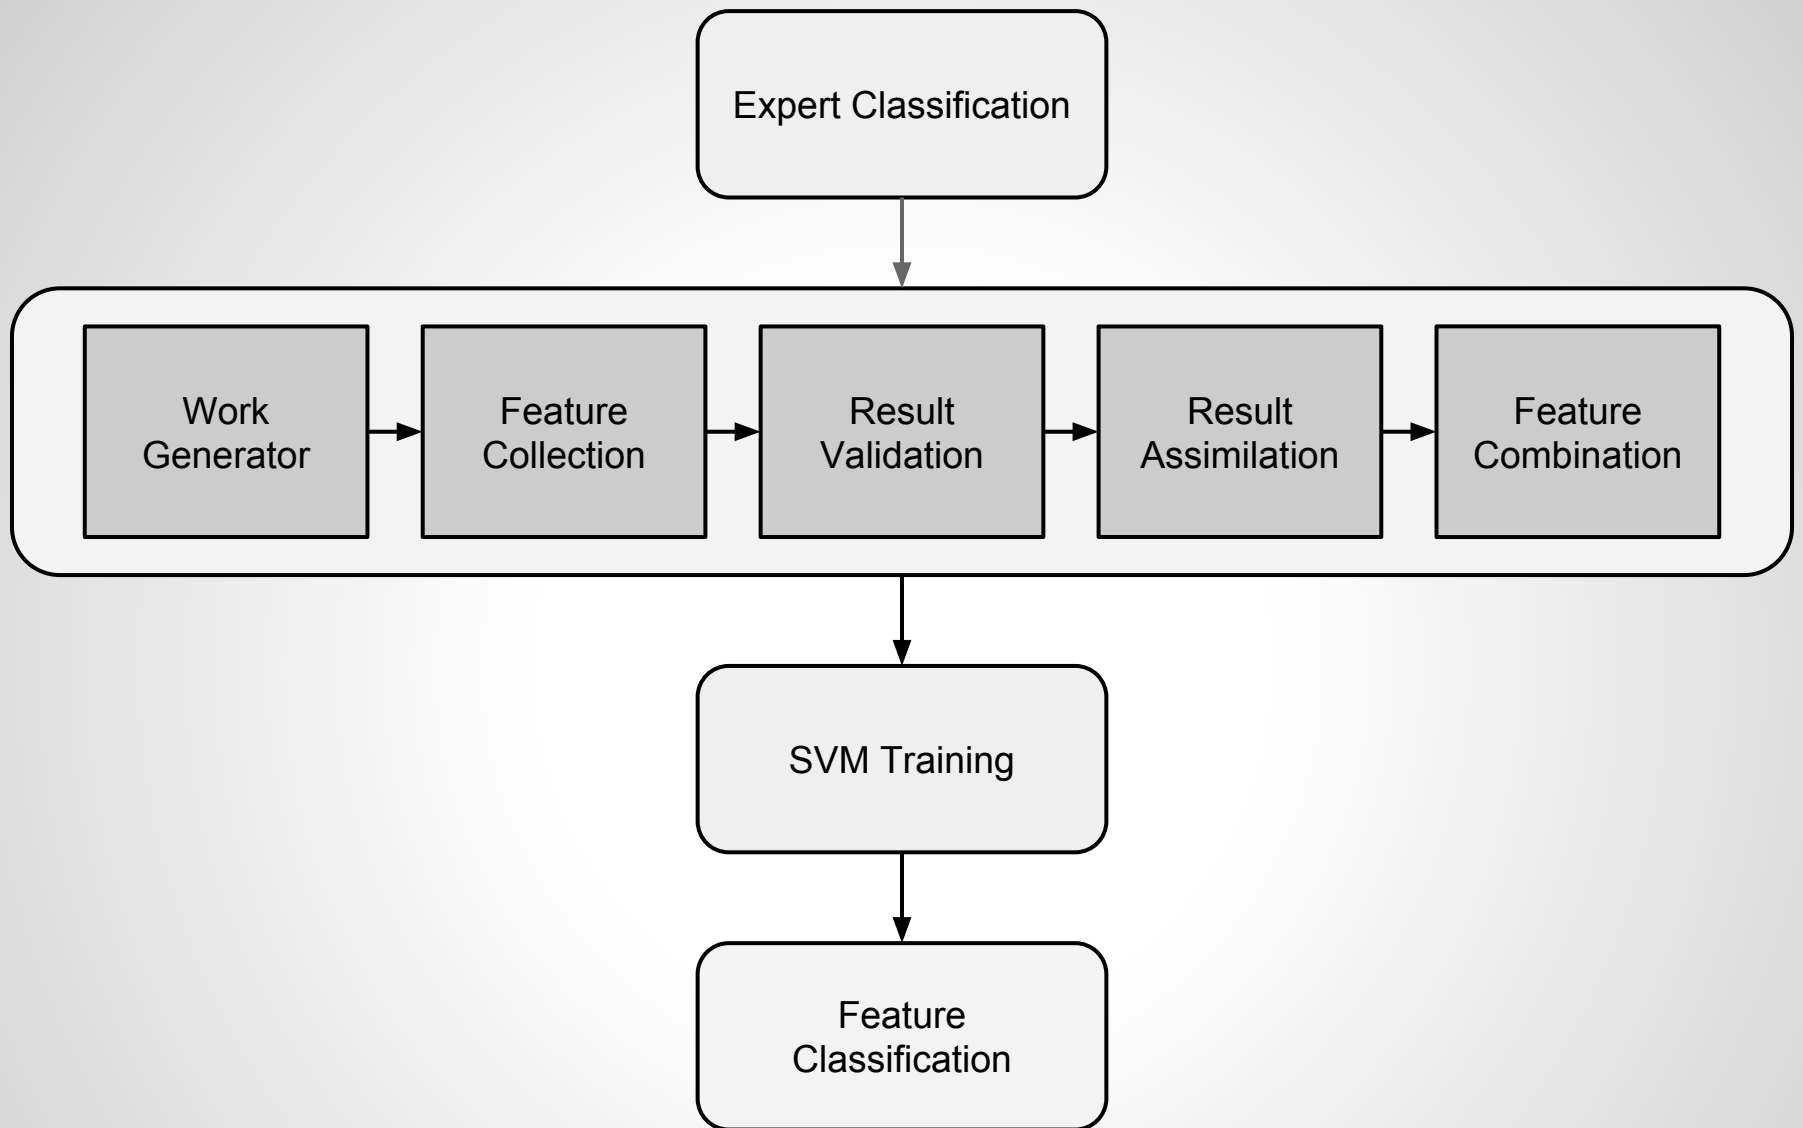 Expert Classification
Work
Generator
Feature
Collection
Result
Validation
Result
Assimilation
Feature
Combination
SVM Training
Feature
Classification